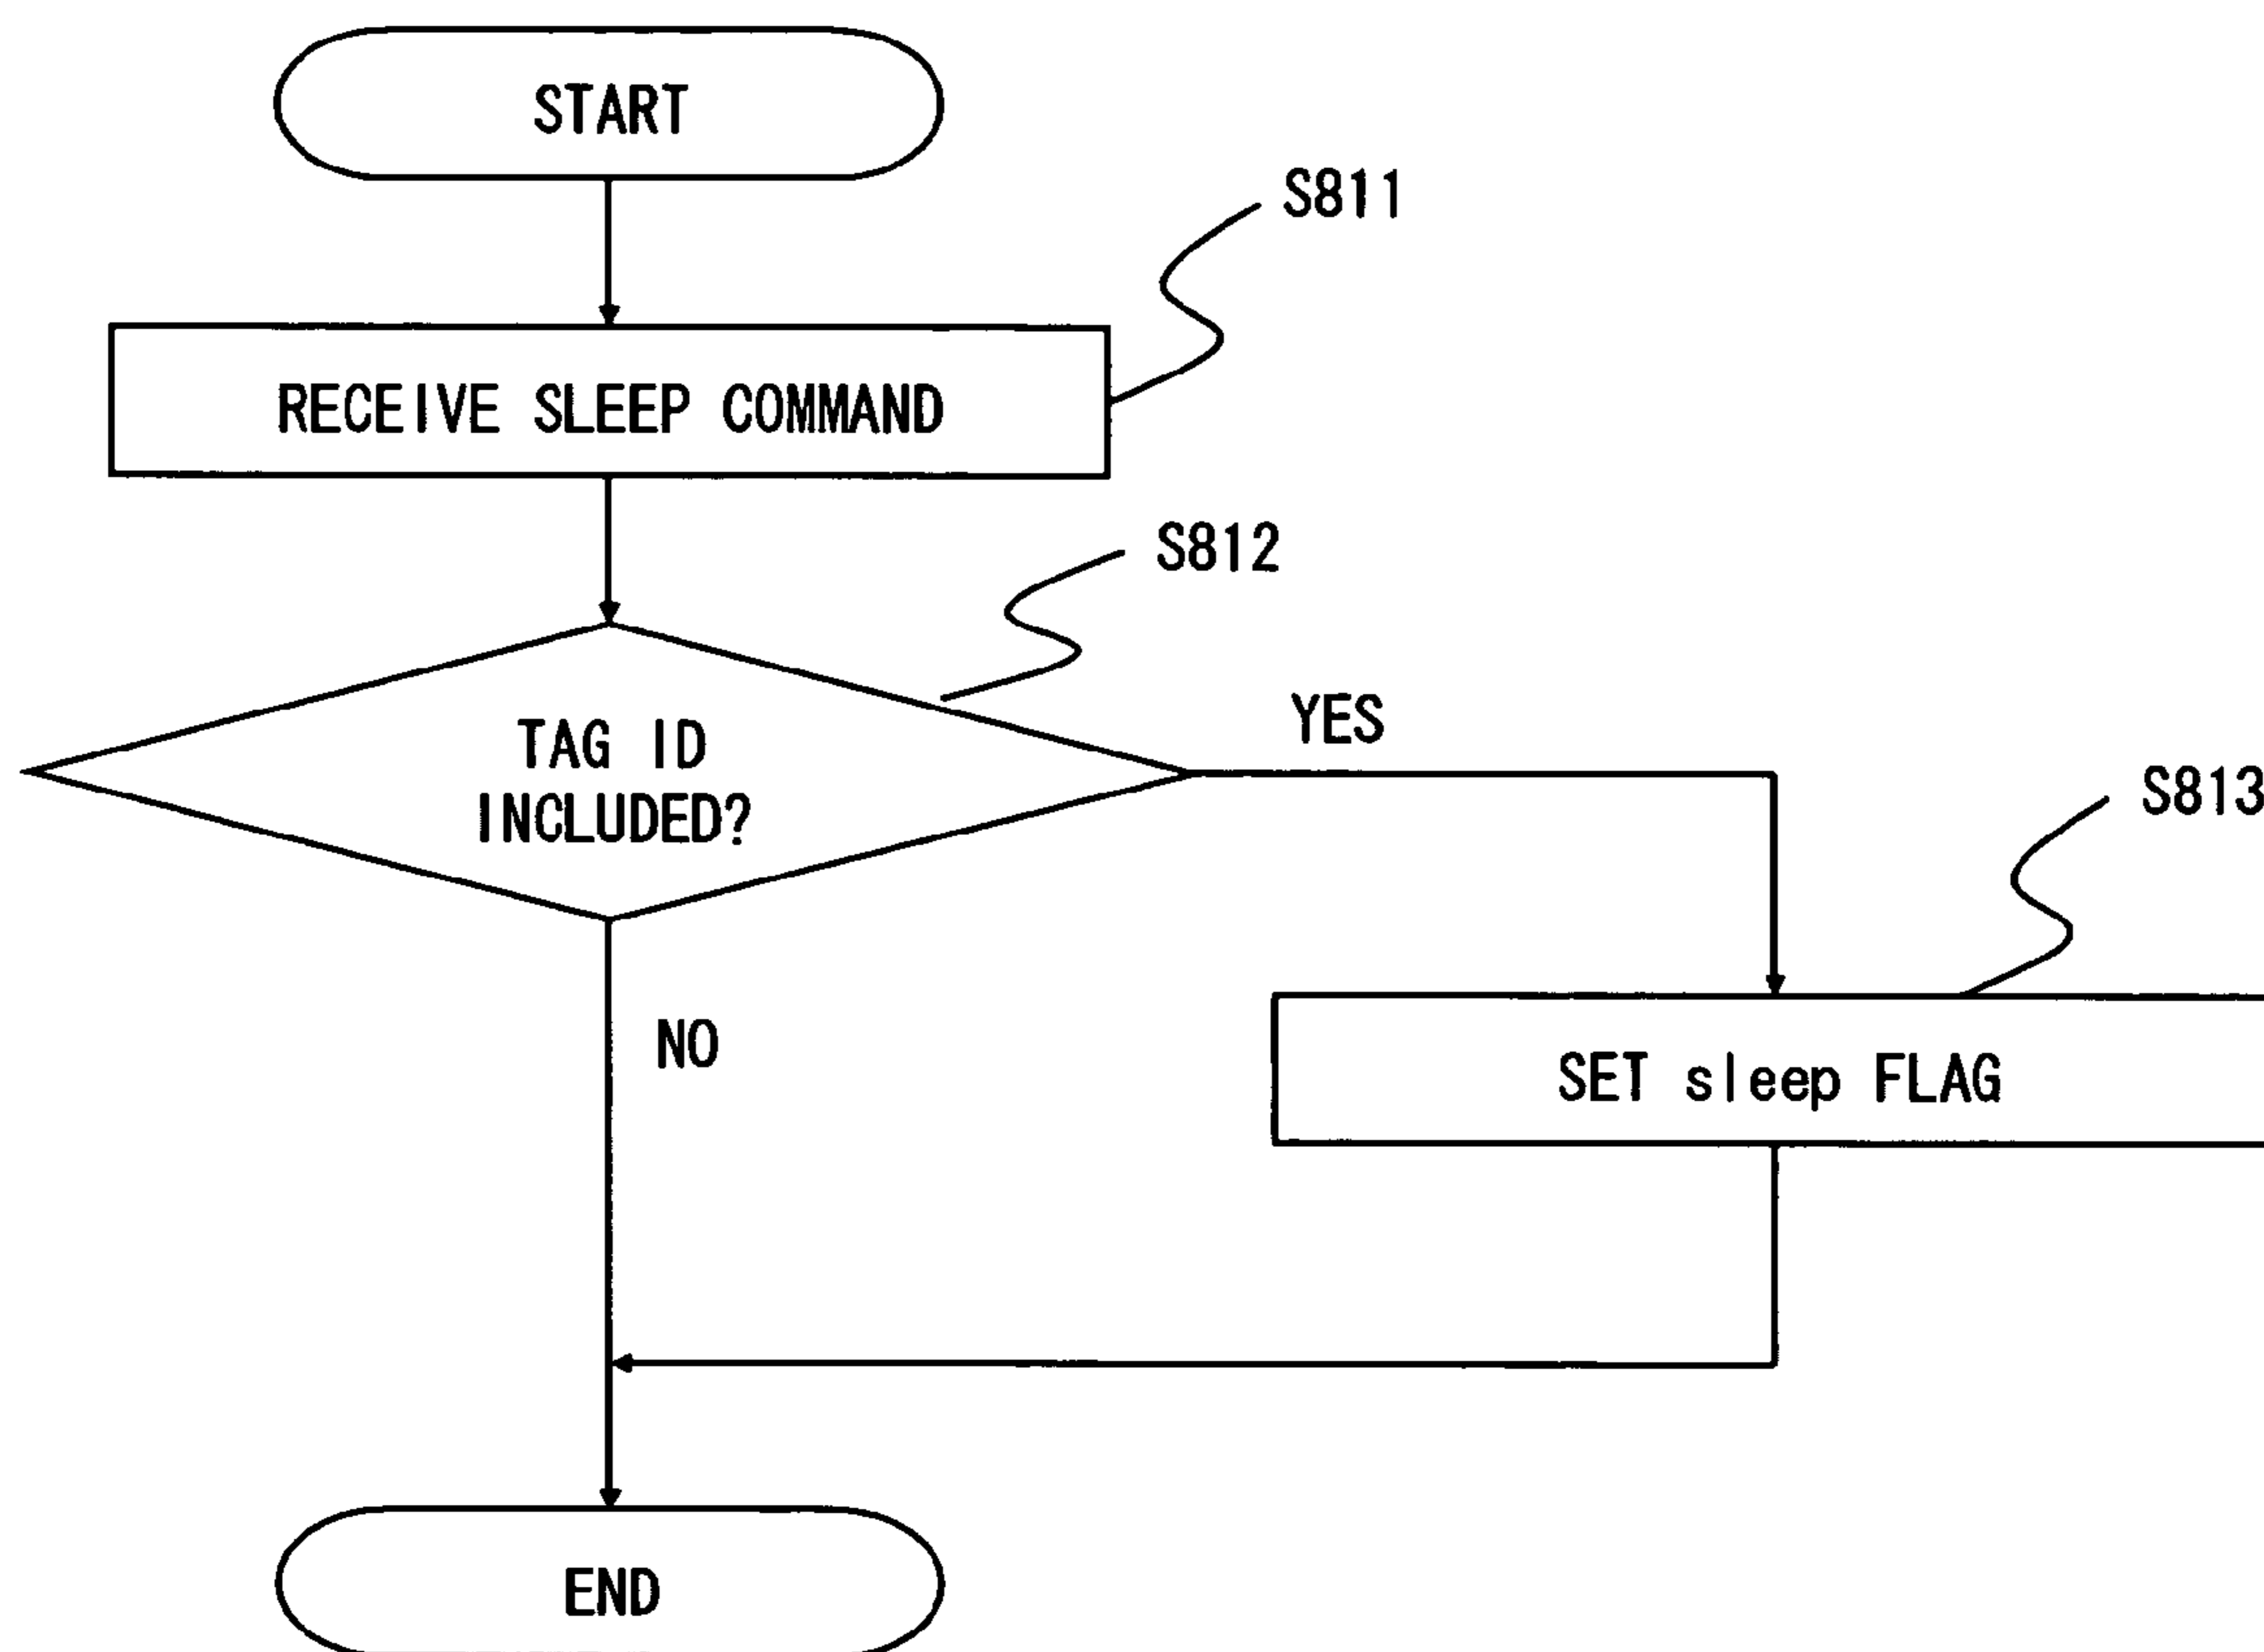 START
S811
RECEIVE SLEEP COMMAND
S812
TAG ID
INCLUDED?
YES
S813
NO
SET sleep FLAG
END